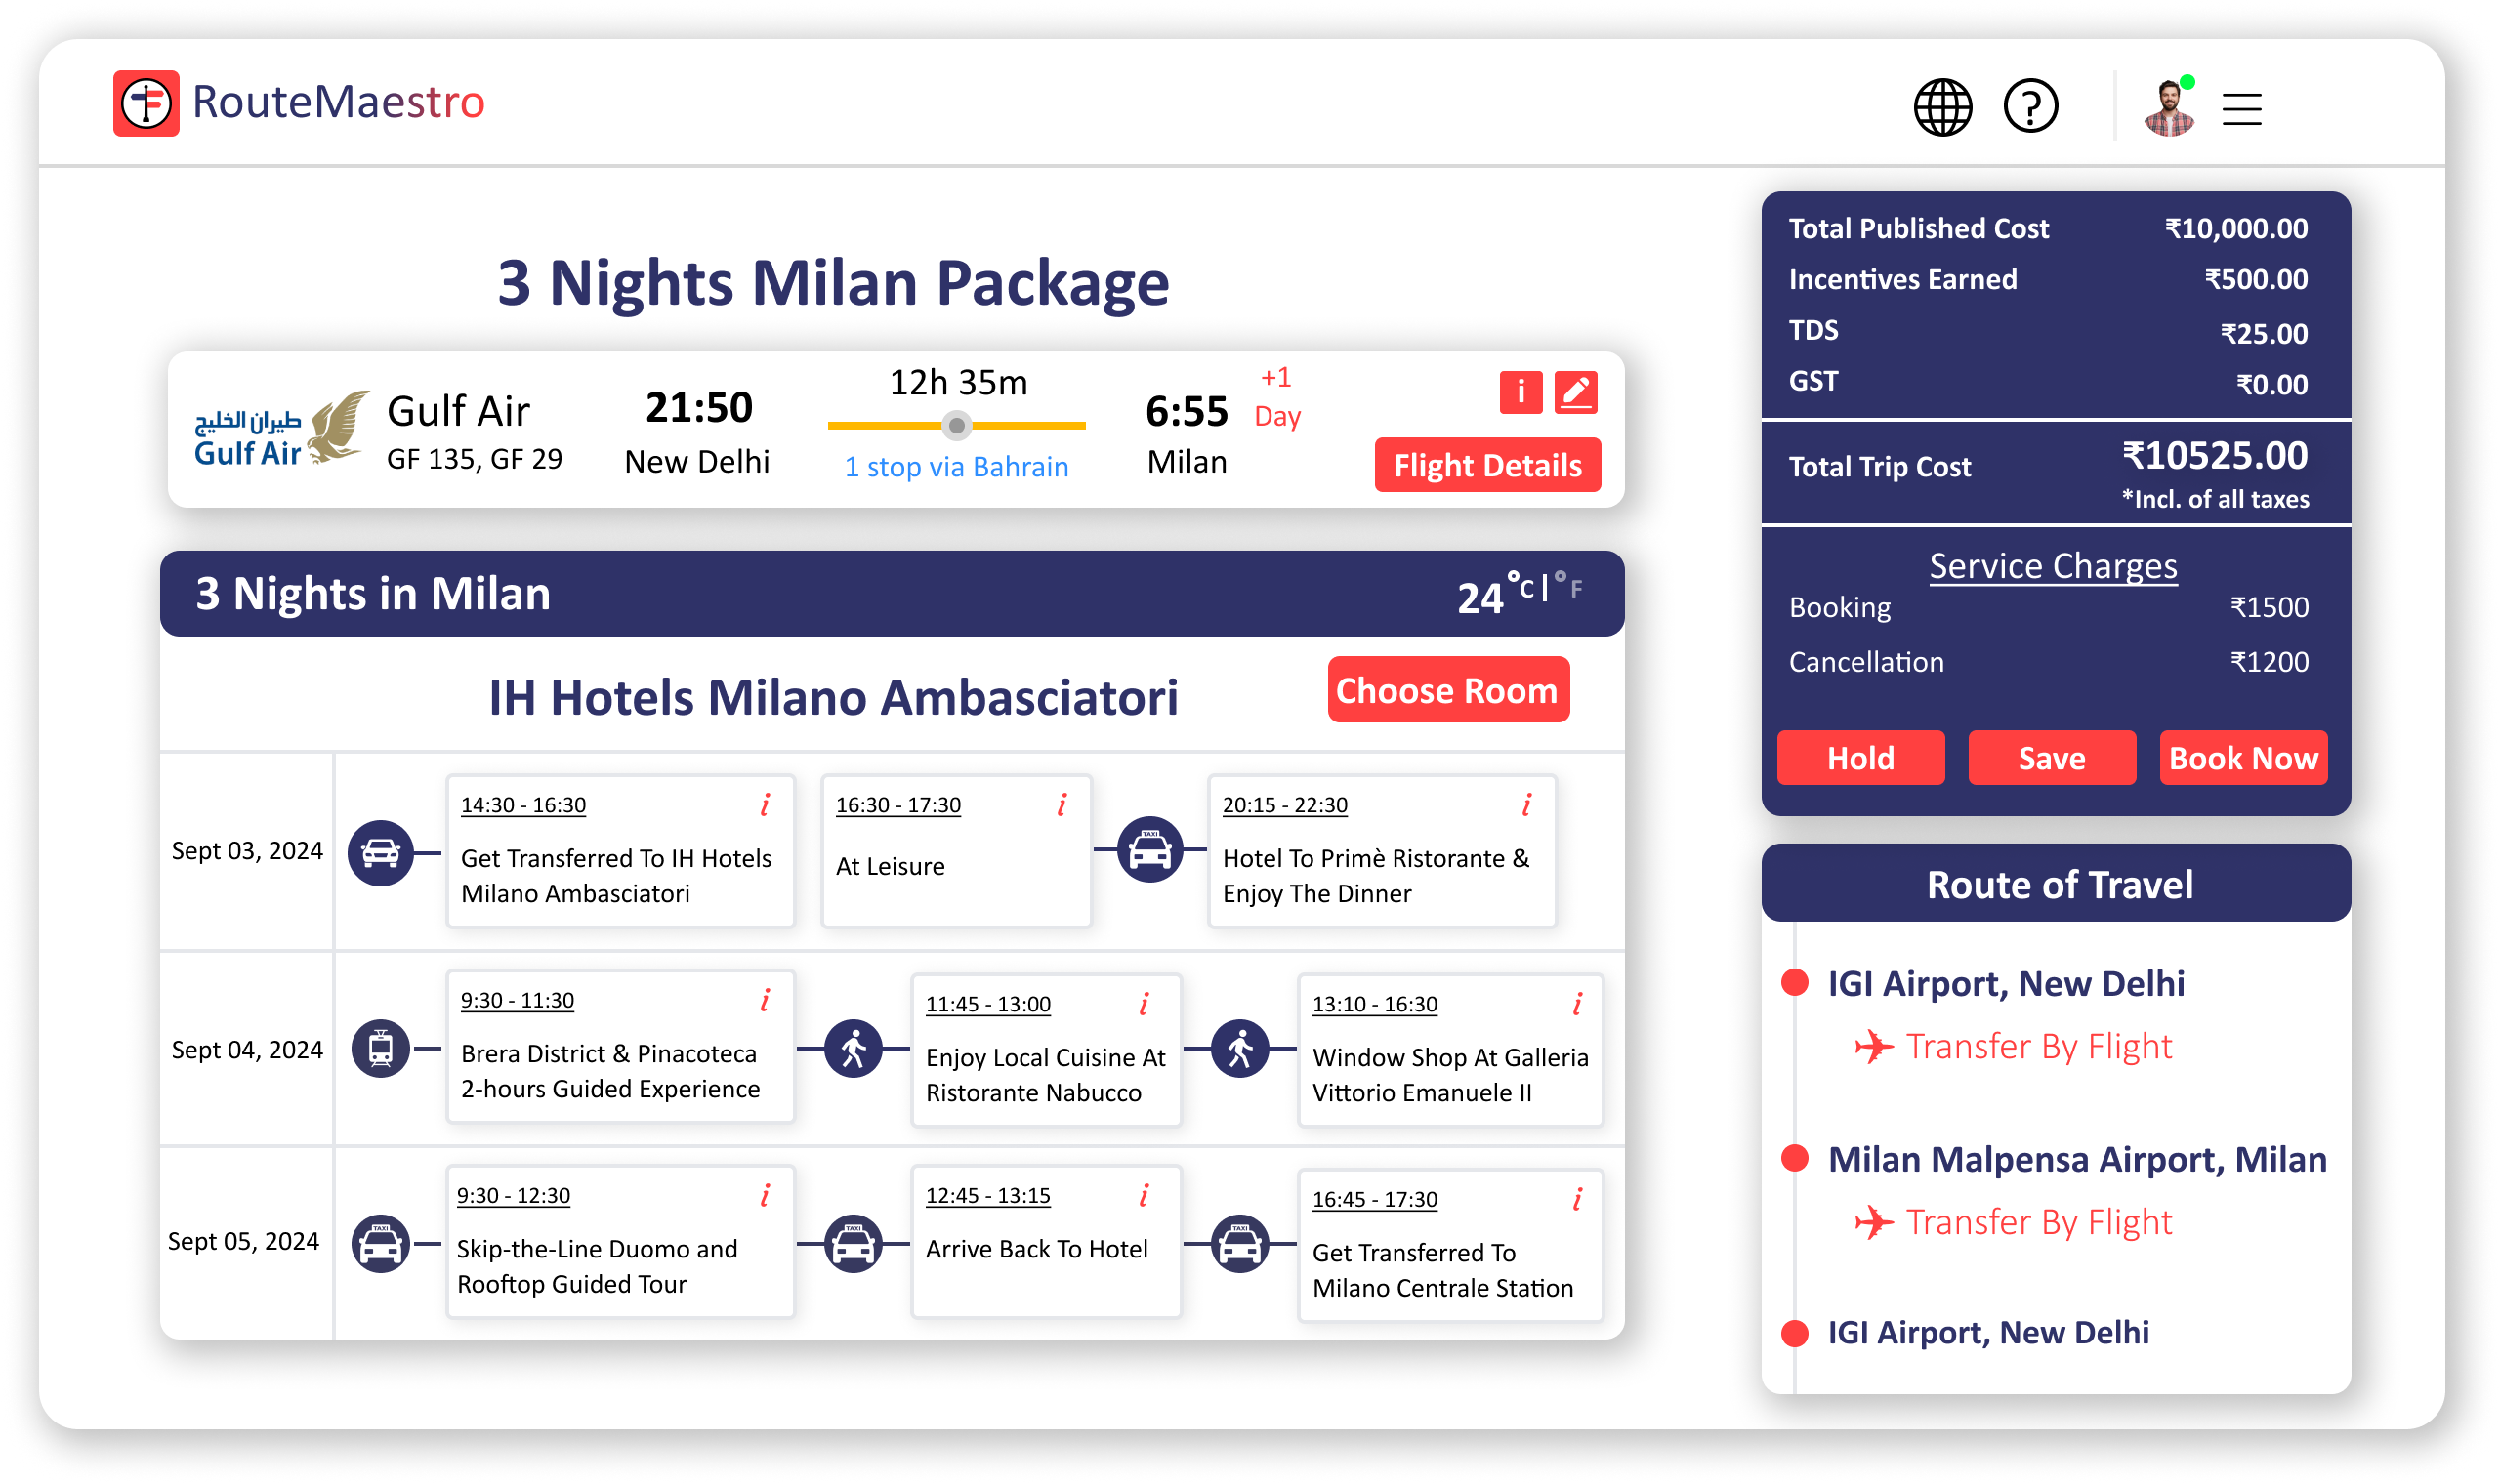 RouteMaestro
3 Nights Milan Package
طيران الخليج
Gulf Air
Gulf Air
GF 135, GF 29
21:50
New Delhi
12h 35m
1 stop via Bahrain
6:55
Milan
+1
Day
i
Flight Details
3 Nights in Milan
24 °C | °F
IH Hotels Milano Ambasciatori
Choose Room
Sept 03, 2024
14:30 - 16:30
i
Get Transferred To IH Hotels
Milano Ambasciatori
16:30 - 17:30
i
At Leisure
TAXI
20:15 - 22:30
i
Hotel To Primè Ristorante &
Enjoy The Dinner
Sept 04, 2024
9:30 - 11:30
i
Brera District & Pinacoteca
2-hours Guided Experience
11:45 - 13:00
i
Enjoy Local Cuisine At
Ristorante Nabucco
13:10 - 16:30
i
Window Shop At Galleria
Vittorio Emanuele II
Sept 05, 2024
TAXI
9:30 - 12:30
i
Skip-the-Line Duomo and
Rooftop Guided Tour
TAXI
12:45 - 13:15
i
Arrive Back To Hotel
TAXI
16:45 - 17:30
i
Get Transferred To
Milano Centrale Station
?
Total Published Cost ₹10,000.00
Incentives Earned ₹500.00
TDS ₹25.00
GST ₹0.00
Total Trip Cost ₹10525.00
*Incl. of all taxes
Service Charges
Booking ₹1500
Cancellation ₹1200
Hold
Save
Book Now
Route of Travel
IGI Airport, New Delhi
Transfer By Flight
Milan Malpensa Airport, Milan
Transfer By Flight
IGI Airport, New Delhi